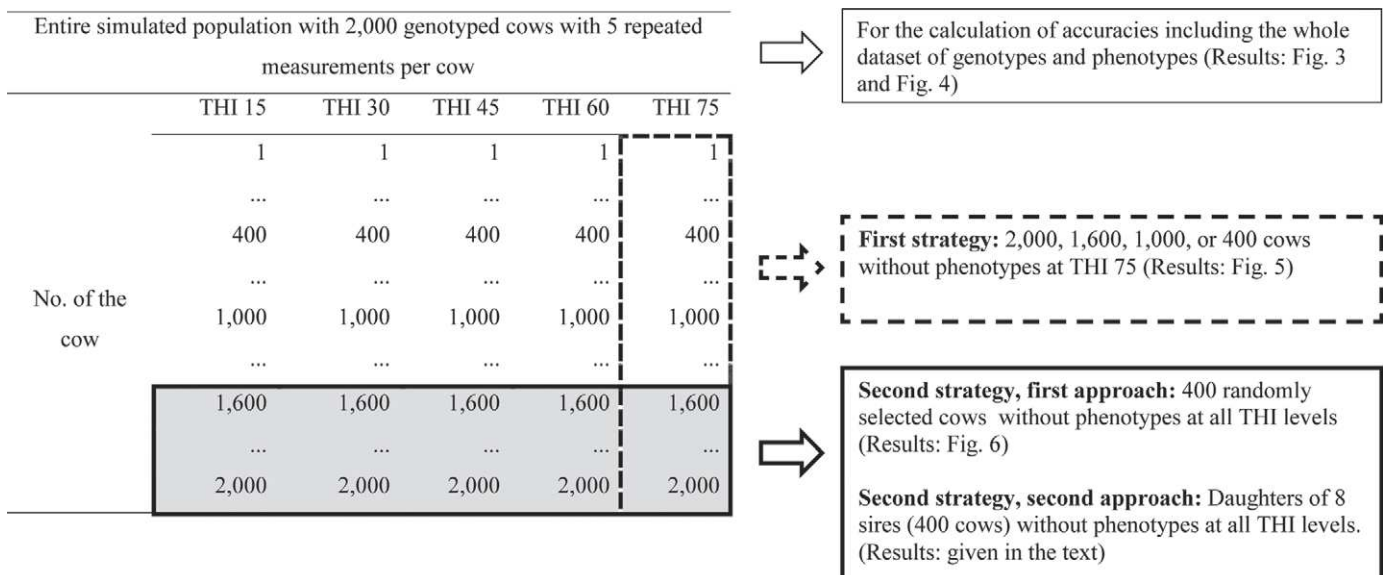 Entire simulated population with 2,000 genotyped cows with 5 repeated
measurements per cow
THI 15 THI 30 THI 45 THI 60 THI 75
No. of the
cow
1 1 1 1 1
... ... ... ... ...
400 400 400 400 400
... ... ... ... ...
1,000 1,000 1,000 1,000 1,000
... ... ... ... ...
1,600 1,600 1,600 1,600 1,600
... ... ... ... ...
2,000 2,000 2,000 2,000 2,000
For the calculation of accuracies including the whole
dataset of genotypes and phenotypes (Results: Fig. 3
and Fig. 4)
First strategy: 2,000, 1,600, 1,000, or 400 cows
without phenotypes at THI 75 (Results: Fig. 5)
Second strategy, first approach: 400 randomly
selected cows without phenotypes at all THI levels
(Results: Fig. 6)
Second strategy, second approach: Daughters of 8
sires (400 cows) without phenotypes at all THI levels.
(Results: given in the text)